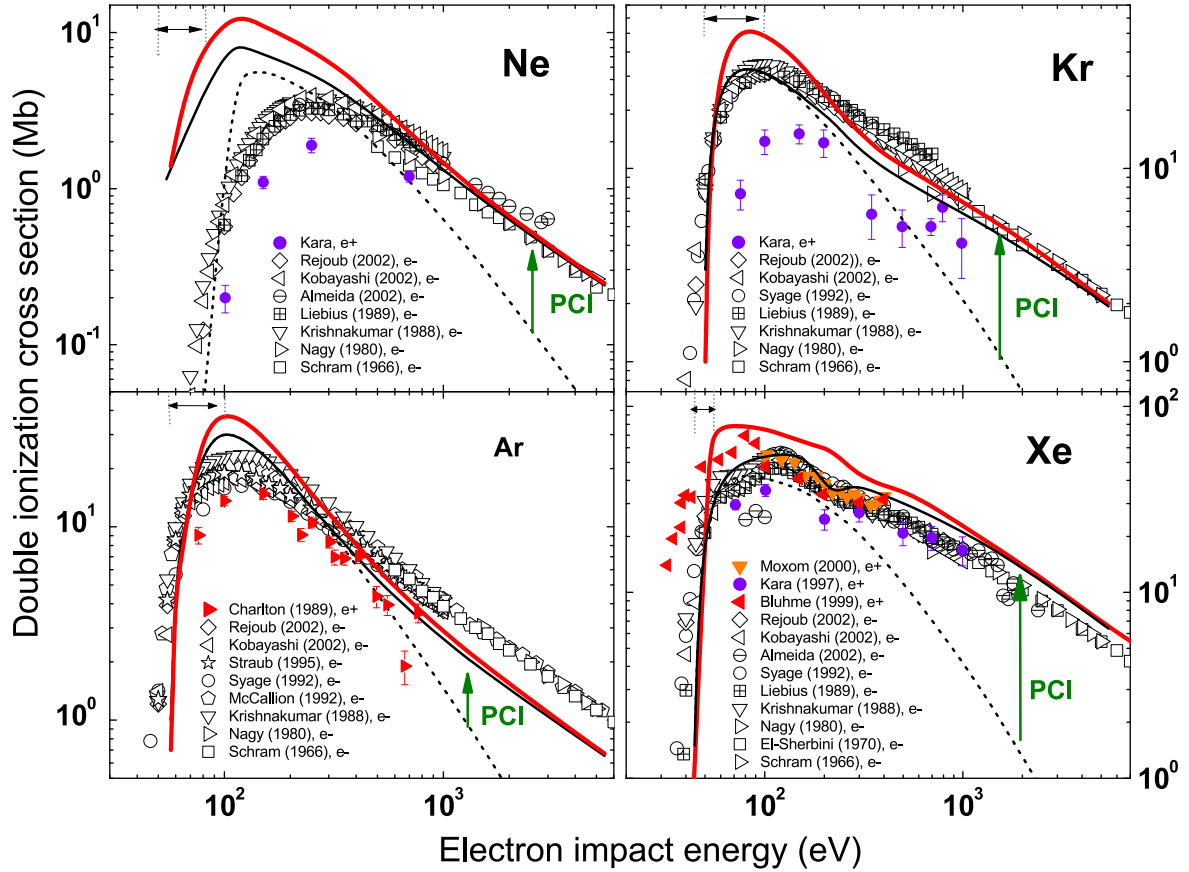 Double ionization cross section (Mb)
10¹
10⁰
10⁻¹
Ne
Kara, e+
Rejoub (2002), e-
Kobayashi (2002), e-
Almeida (2002), e-
Liebius (1989), e-
Krishnakumar (1988), e-
Nagy (1980), e-
Schram (1966), e-
PCI
Kr
Kara, e+
Rejoub (2002)), e-
Kobayashi (2002), e-
Syage (1992), e-
Liebius (1989), e-
Krishnakumar (1988), e-
Nagy (1980), e-
Schram (1966), e-
PCI
10¹
10⁰
10¹
10⁰
Ar
Charlton (1989), e+
Rejoub (2002), e-
Kobayashi (2002), e-
Straub (1995), e-
Syage (1992), e-
McCallion (1992), e-
Krishnakumar (1988), e-
Nagy (1980), e-
Schram (1966), e-
PCI
Xe
Moxom (2000), e+
Kara (1997), e+
Bluhme (1999), e+
Rejoub (2002), e-
Kobayashi (2002), e-
Almeida (2002), e-
Syage (1992), e-
Liebius (1989), e-
Krishnakumar (1988), e-
Nagy (1980), e-
El-Sherbini (1970), e-
Schram (1966), e-
PCI
10²
10¹
10⁰
10² 10³ 10² 10³
Electron impact energy (eV)